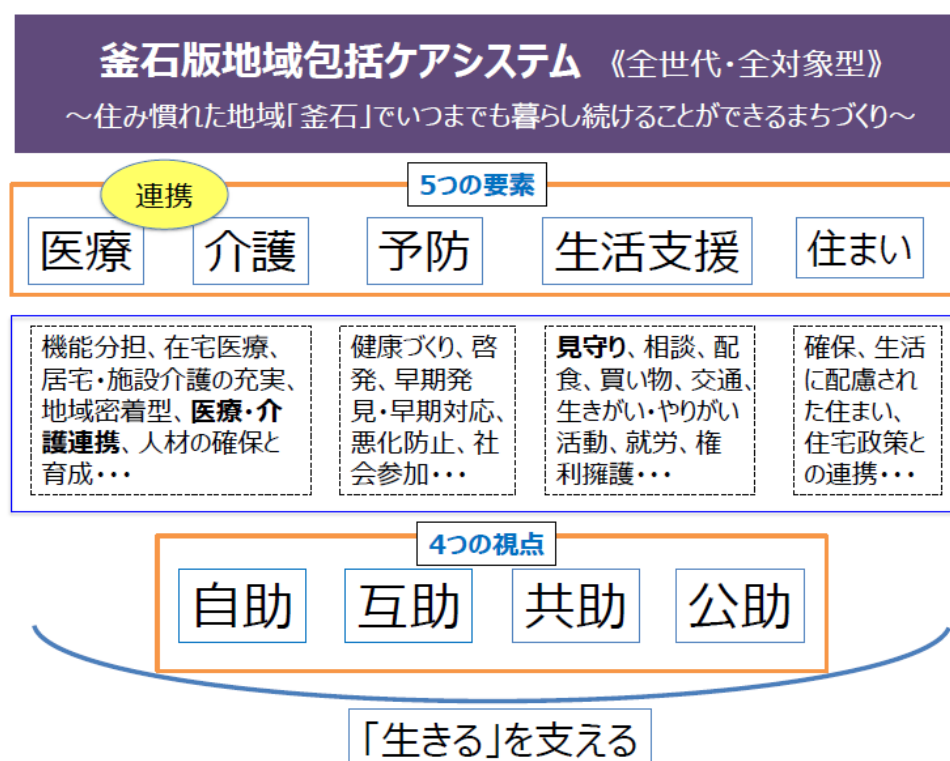 釜石版地域包括ケアシステム 《全世代・全対象型》
～住み慣れた地域「釜石」でいつまでも暮らし続けることができるまちづくり～
連携
5つの要素
医療
介護
予防
生活支援
住まい
機能分担、在宅医療、
居宅・施設介護の充実、
地域密着型、医療・介
護連携、人材の確保と
育成・・・
健康づくり、啓
発、早期発
見・早期対応、
悪化防止、社
会参加・・・
見守り、相談、配
食、買い物、交通、
生きがい・やりがい
活動、就労、権
利擁護・・・
確保、生活
に配慮され
た住まい、
住宅政策と
の連携・・・
4つの視点
自助
互助
共助
公助
「生きる」を支える